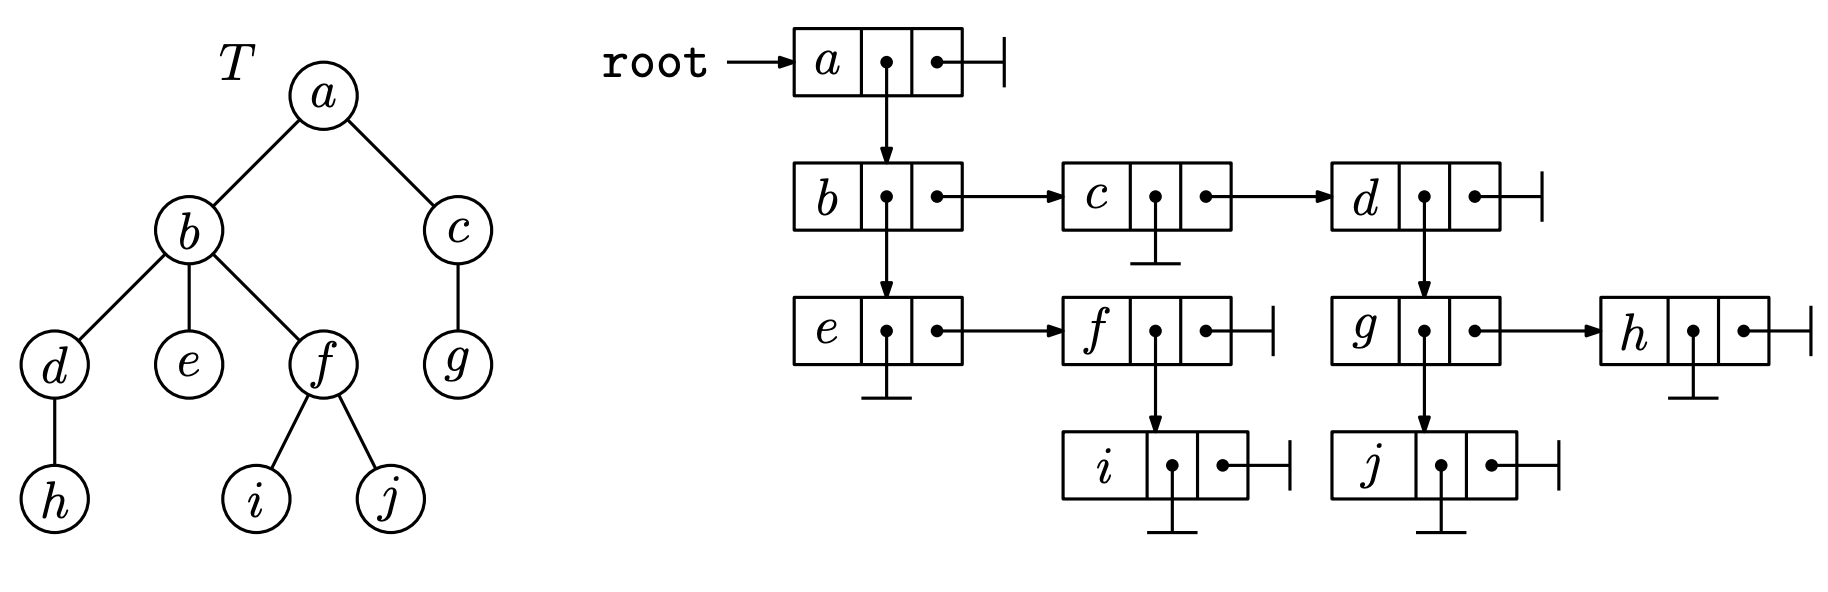 T
a
b c
d e f g
h i j
root a
b c d
e f g h
i j